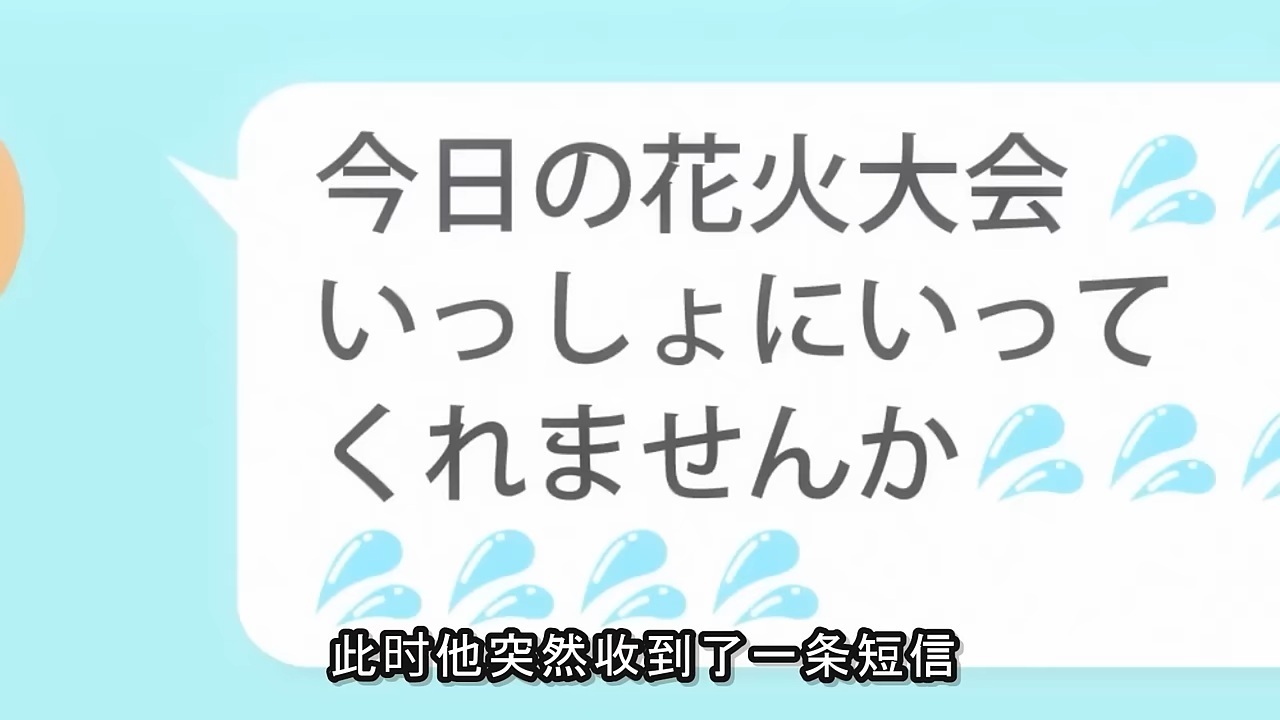 今日の花火大会💦💦
いっしょにいって
くれませんか💦💦💦
💦💦💦💦
此时他突然收到了一条短信